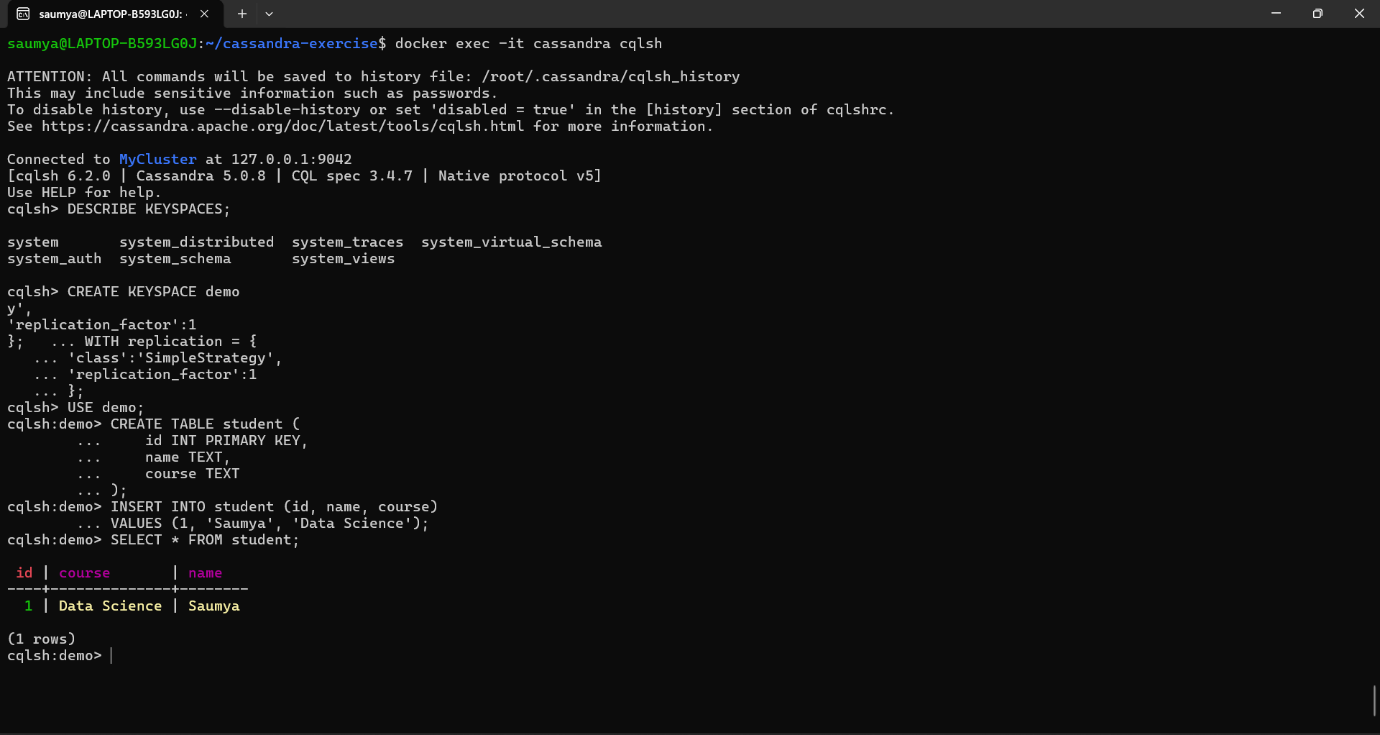 saumya@LAPTOP-B593LG0J: ·
saumya@LAPTOP-B593LG0J:~/cassandra-exercise$ docker exec -it cassandra cqlsh

ATTENTION: All commands will be saved to history file: /root/.cassandra/cqlsh_history
This may include sensitive information such as passwords.
To disable history, use --disable-history or set 'disabled = true' in the [history] section of cqlshrc.
See https://cassandra.apache.org/doc/latest/tools/cqlsh.html for more information.

Connected to MyCluster at 127.0.0.1:9042
[cqlsh 6.2.0 | Cassandra 5.0.8 | CQL spec 3.4.7 | Native protocol v5]
Use HELP for help.
cqlsh> DESCRIBE KEYSPACES;

system       system_distributed  system_traces  system_virtual_schema
system_auth  system_schema       system_views

cqlsh> CREATE KEYSPACE demo
y',
'replication_factor':1
};   ... WITH replication = {
   ... 'class':'SimpleStrategy',
   ... 'replication_factor':1
   ... };
cqlsh> USE demo;
cqlsh:demo> CREATE TABLE student (
        ...     id INT PRIMARY KEY,
        ...     name TEXT,
        ...     course TEXT
        ... );
cqlsh:demo> INSERT INTO student (id, name, course)
        ... VALUES (1, 'Saumya', 'Data Science');
cqlsh:demo> SELECT * FROM student;

 id | course       | name
----+--------------+--------
  1 | Data Science | Saumya

(1 rows)
cqlsh:demo>